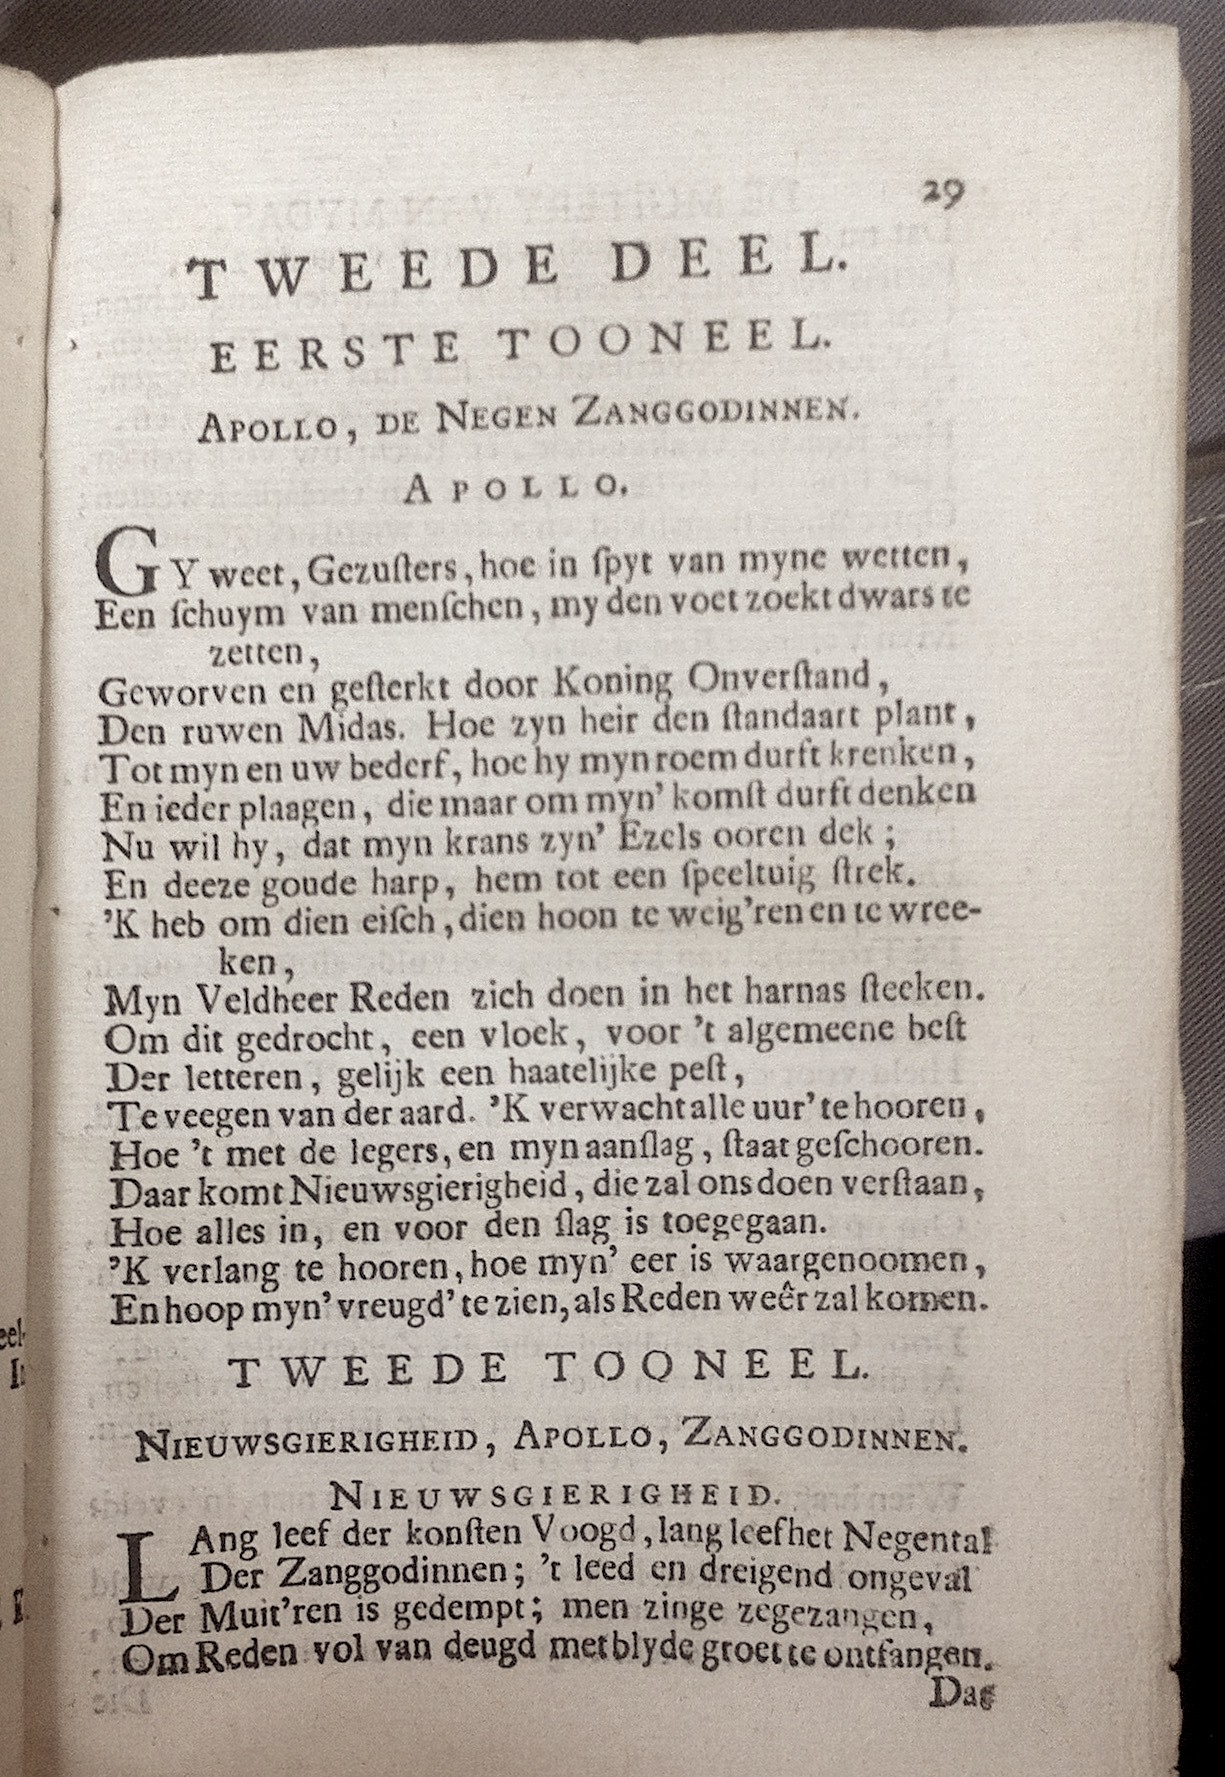 29
TWEEDE DEEL.
EERSTE TOONEEL.
APOLLO, DE NEGEN ZANGGODINNEN.
APOLLO.
GY weet, Gezuſters, hoe in ſpyt van myne wetten,
Een ſchuym van menſchen, my den voet zoekt dwars te
zetten,
Geworven en geſterkt door Koning Onverſtand,
Den ruwen Midas. Hoe zyn heir den ſtandaart plant,
Tot myn en uw bederf, hoe hy myn roem durft krenken,
En ieder plaagen, die maar om myn' komſt durft denken
Nu wil hy, dat myn krans zyn' Ezels ooren dek;
En deeze goude harp, hem tot een ſpeeltuig ſtrek.
'K heb om dien eiſch, dien hoon te weig'ren en te wree-
ken,
Myn Veldheer Reden zich doen in het harnas ſteeken.
Om dit gedrocht, een vloek, voor 't algemeene beſt
Der letteren, gelijk een haatelijke peſt,
Te veegen van der aard. 'K verwacht alle uur' te hooren,
Hoe 't met de legers, en myn aanſlag, ſtaat geſchooren.
Daar komt Nieuwsgierigheid, die zal ons doen verſtaan,
Hoe alles in, en voor den ſlag is toegegaan.
'K verlang te hooren, hoe myn' eer is waargenoomen,
En hoop myn' vreugd' te zien, als Reden weêr zal komen.
TWEEDE TOONEEL.
NIEUWSGIERIGHEID, APOLLO, ZANGGODINNEN.
NIEUWSGIERIGHEID.
LAng leef der konſten Voogd, lang leef het Negental
Der Zanggodinnen; 't leed en dreigend ongeval
Der Muit'ren is gedempt; men zinge zegezangen,
Om Reden vol van deugd met blyde groet te ontfangen.
Dag